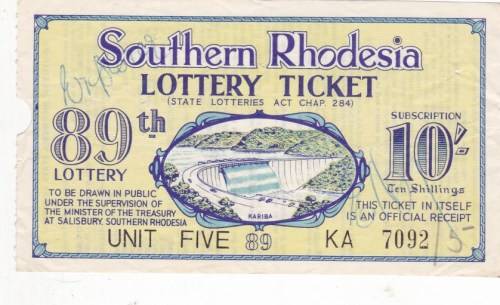 Southern Rhodesia
LOTTERY TICKET
(STATE LOTTERIES ACT CHAP. 284)
89th
LOTTERY
TO BE DRAWN IN PUBLIC
UNDER THE SUPERVISION OF
THE MINISTER OF THE TREASURY
AT SALISBURY, SOUTHERN RHODESIA
KARIBA
SUBSCRIPTION
10/-
Ten Shillings
THIS TICKET IN ITSELF
IS AN OFFICIAL RECEIPT
UNIT FIVE 89 KA 7092